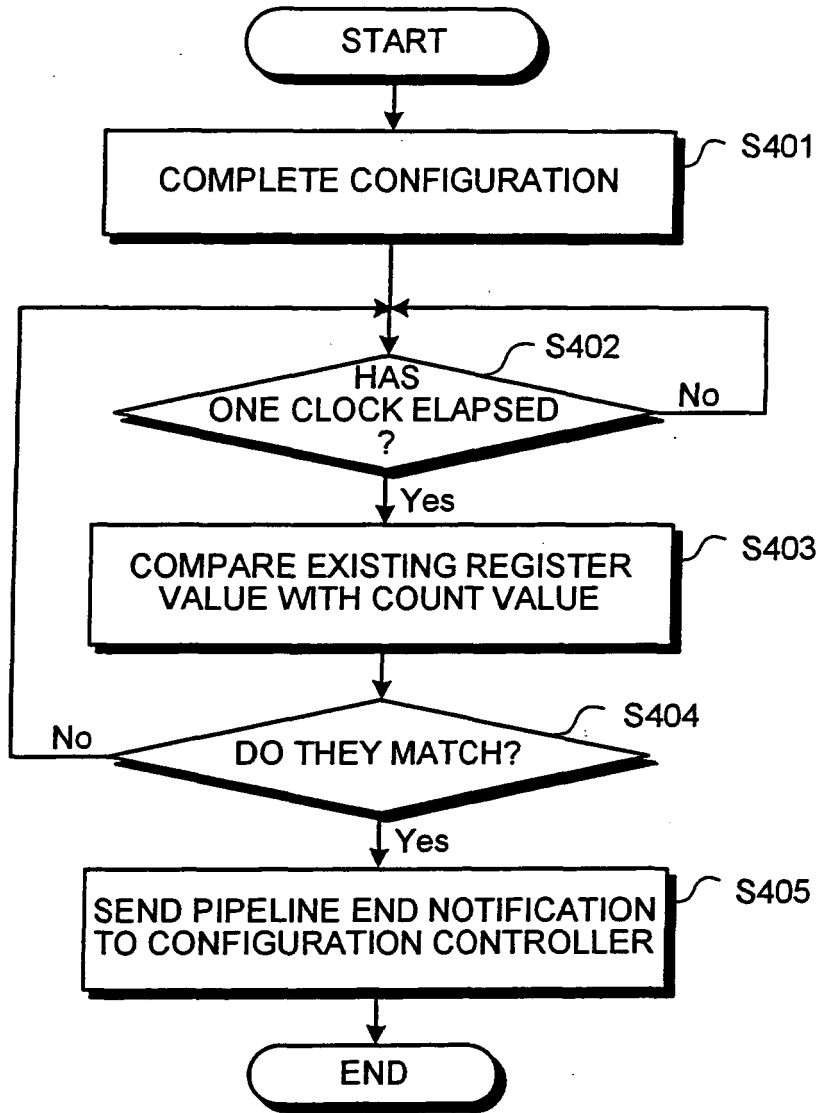 START
S401
COMPLETE CONFIGURATION
S402
HAS
ONE CLOCK ELAPSED
?
No
Yes
S403
COMPARE EXISTING REGISTER
VALUE WITH COUNT VALUE
S404
No
DO THEY MATCH?
Yes
S405
SEND PIPELINE END NOTIFICATION
TO CONFIGURATION CONTROLLER
END